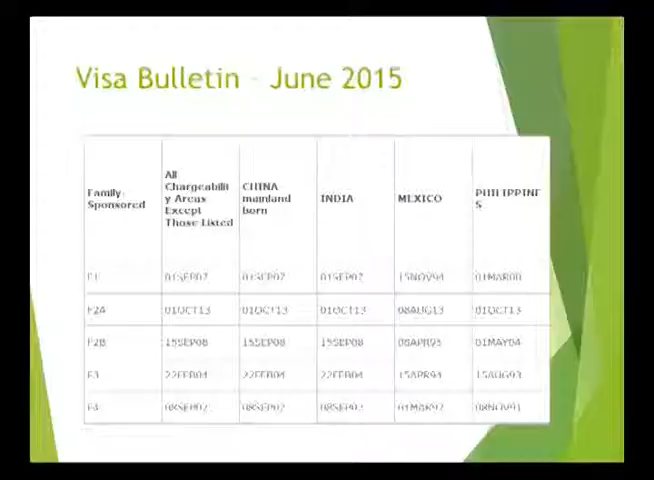 Visa Bulletin – June 2015
Family-
Sponsored
All
Chargeabilit
y Areas
Except
Those Listed
CHINA-
mainland
born
INDIA
MEXICO
PHILIPPINE
S
F1 01SEP07 01SEP07 01SEP07 15NOV94 01MAR00
F2A 01OCT13 01OCT13 01OCT13 08AUG13 01OCT13
F2B 15SEP08 15SEP08 15SEP08 08APR95 01MAY04
F3 22FEB04 22FEB04 22FEB04 15APR94 15AUG93
F4 08SEP02 08SEP02 08SEP02 01MAR97 08NOV91